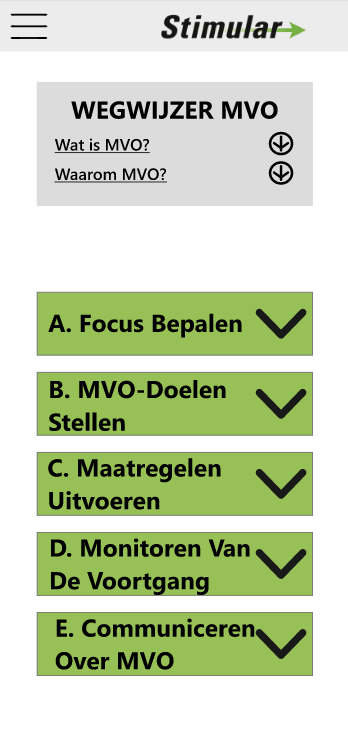 Stimular
WEGWIJZER MVO
Wat is MVO?
Waarom MVO?
A. Focus Bepalen
B. MVO-Doelen
Stellen
C. Maatregelen
Uitvoeren
D. Monitoren Van
De Voortgang
E. Communiceren
Over MVO